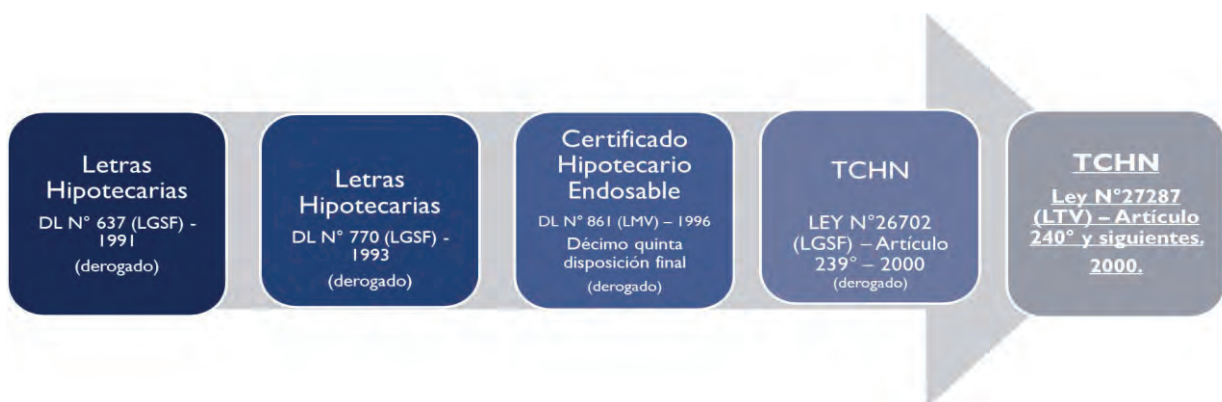 Letras
Hipotecarias
DL N° 637 (LGSF) -
1991
(derogado)
Letras
Hipotecarias
DL N° 770 (LGSF) -
1993
(derogado)
Certificado
Hipotecario
Endosable
DL N° 861 (LMV) – 1996
Décimo quinta
disposición final
(derogado)
TCHN
LEY N°26702
(LGSF) – Artículo
239° – 2000
(derogado)
TCHN
Ley N°27287
(LTV) – Artículo
240° y siguientes.
2000.